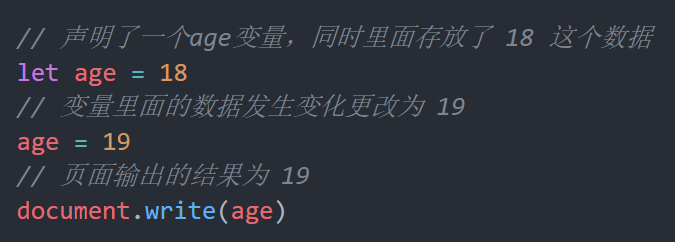 // 声明了一个age变量，同时里面存放了 18 这个数据
let age = 18
// 变量里面的数据发生变化更改为 19
age = 19
// 页面输出的结果为 19
document.write(age)